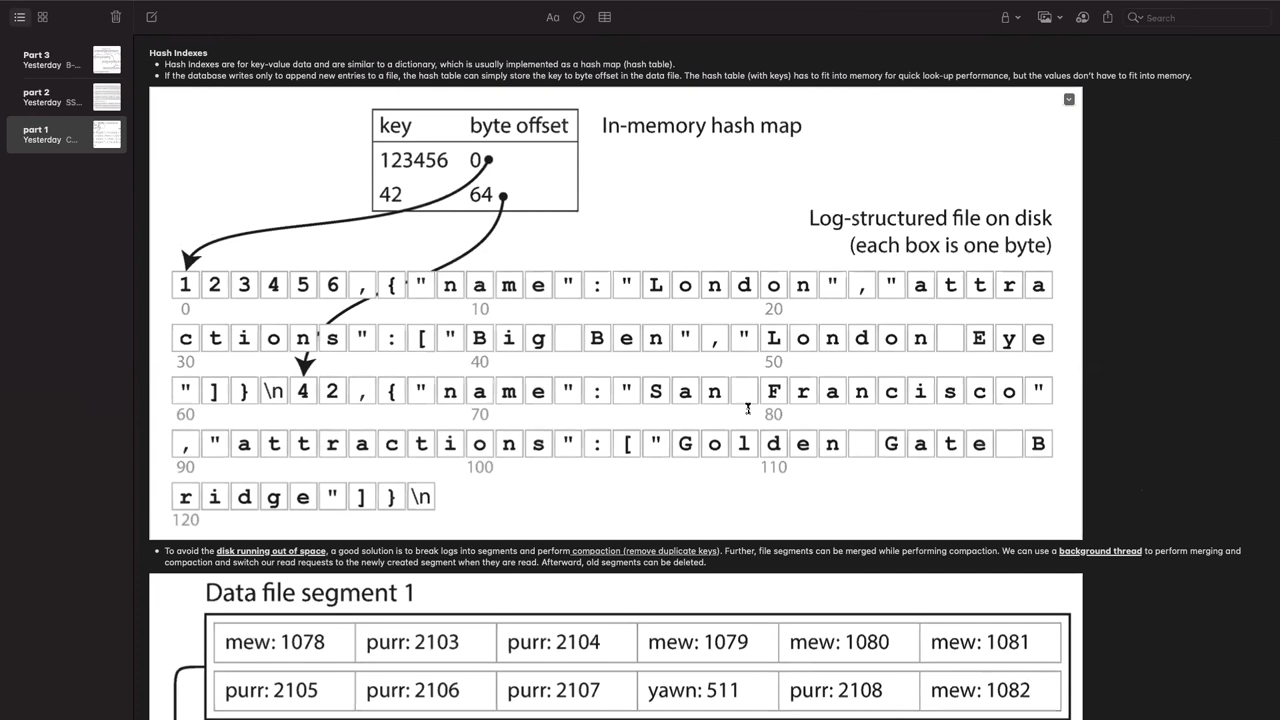 Aa
Search
Part 3
Yesterday B-...
part 2
Yesterday SS...
part 1
Yesterday C...
Hash Indexes
• Hash Indexes are for key-value data and are similar to a dictionary, which is usually implemented as a hash map (hash table).
• If the database writes only append new entries to a file, the hash table can simply store the key to byte offset in the data file. The hash table (with keys) has to fit into memory for quick look-up performance, but the values don't have to fit into memory.
key byte offset In-memory hash map
123456 0
42 64
Log-structured file on disk
(each box is one byte)
1 2 3 4 5 6 , { " n a m e " : " L o n d o n " , " a t t r a
0 10 20
c t i o n s " : [ " B i g   B e n " , " L o n d o n   E y e
30 40 50
" ] } \n 4 2 , { " n a m e " : " S a n   F r a n c i s c o "
60 70 80
, " a t t r a c t i o n s " : [ " G o l d e n   G a t e   B
90 100 110
r i d g e " ] } \n
120
• To avoid the disk running out of space, a good solution is to break logs into segments and perform compaction (remove duplicate keys). Further, file segments can be merged while performing compaction. We can use a background thread to perform merging and
compaction and switch our read requests to the newly created segment when they are read. Afterward, old segments can be deleted.
Data file segment 1
mew: 1078 purr: 2103 purr: 2104 mew: 1079 mew: 1080 mew: 1081
purr: 2105 purr: 2106 purr: 2107 yawn: 511 purr: 2108 mew: 1082